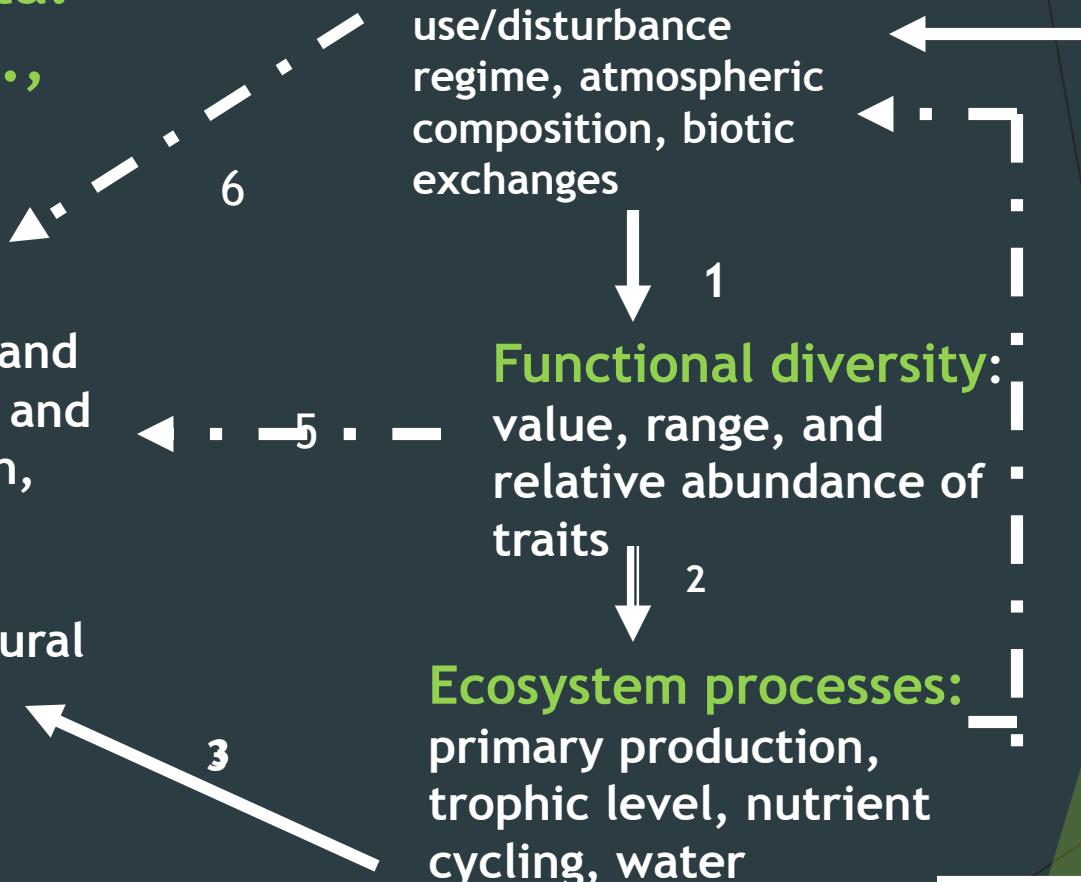 use/disturbance
regime, atmospheric
composition, biotic
exchanges
.,
6
1
and
and
n,
Functional diversity:
value, range, and
relative abundance of
traits
5
2
ural
Ecosystem processes:
primary production,
trophic level, nutrient
cycling, water
3